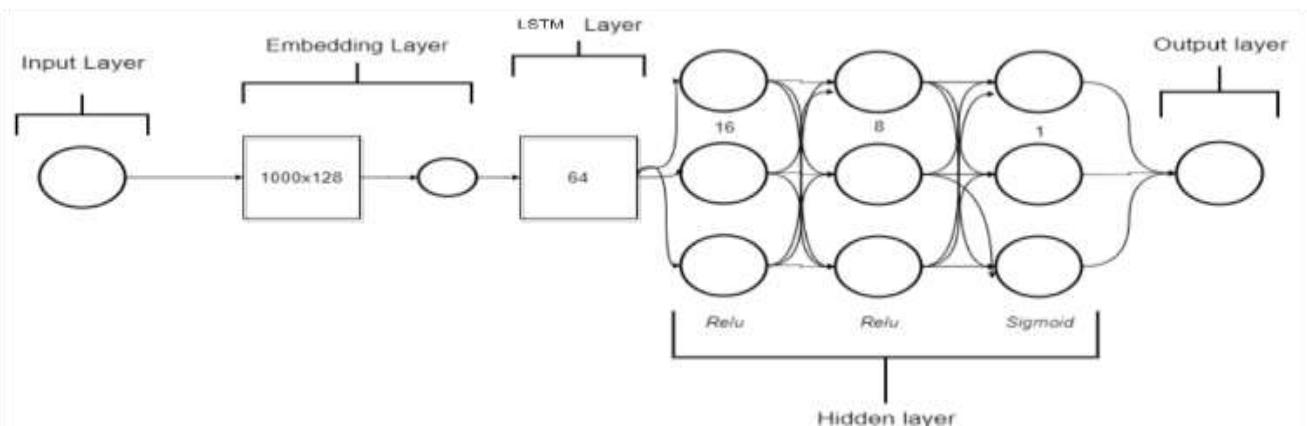 Input Layer
Embedding Layer
LSTM Layer
Output layer
1000x128
64
16
8
1
Relu
Relu
Sigmoid
Hidden layer